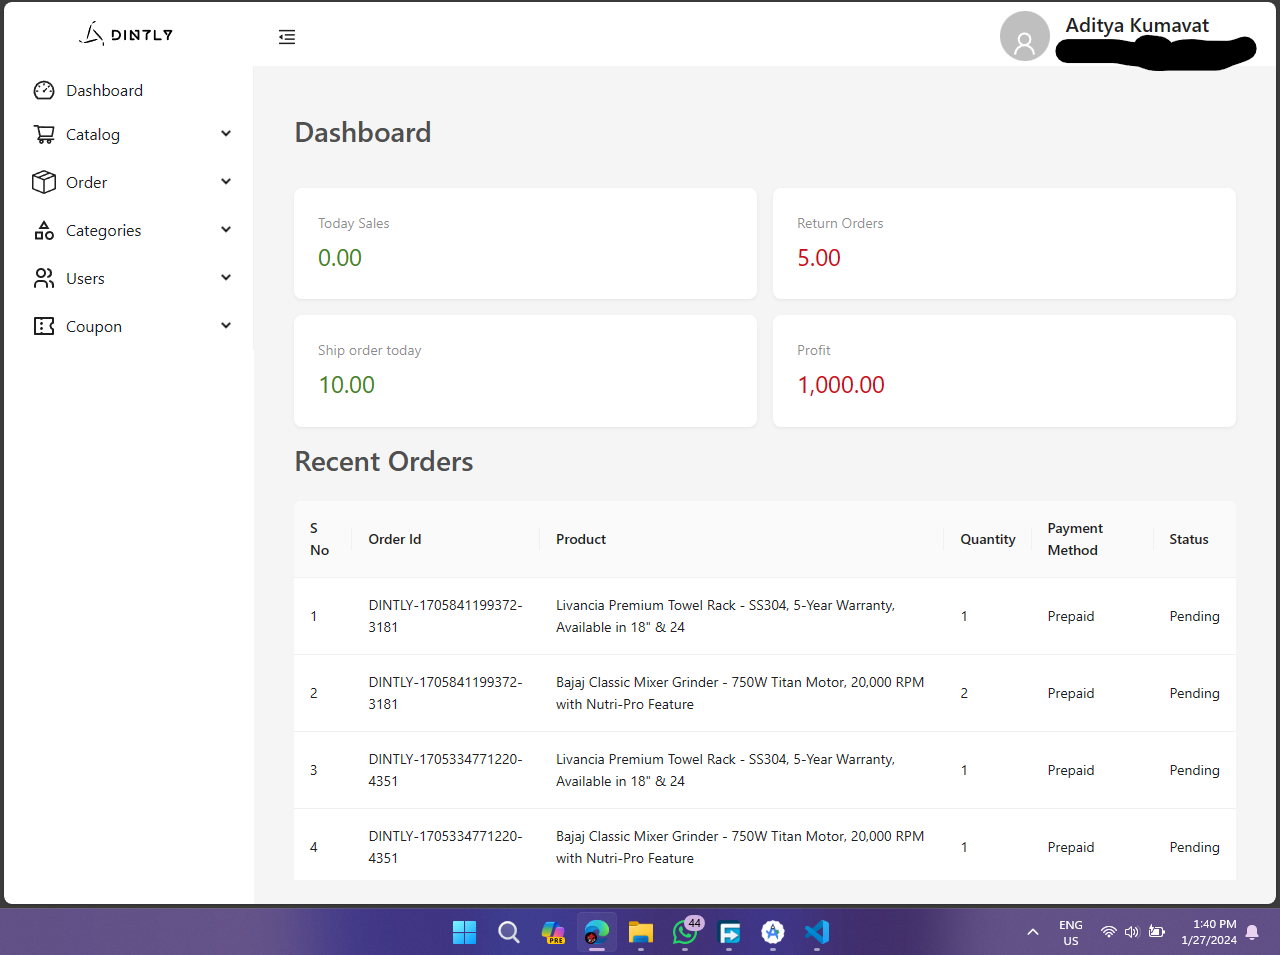 DINTLY
Aditya Kumavat
Dashboard
Catalog
Order
Categories
Users
Coupon
Dashboard
Today Sales
0.00
Return Orders
5.00
Ship order today
10.00
Profit
1,000.00
Recent Orders
S No Order Id Product Quantity Payment Method Status
1 DINTLY-1705841199372-3181 Livancia Premium Towel Rack - SS304, 5-Year Warranty, Available in 18" & 24 1 Prepaid Pending
2 DINTLY-1705841199372-3181 Bajaj Classic Mixer Grinder - 750W Titan Motor, 20,000 RPM with Nutri-Pro Feature 2 Prepaid Pending
3 DINTLY-1705334771220-4351 Livancia Premium Towel Rack - SS304, 5-Year Warranty, Available in 18" & 24 1 Prepaid Pending
4 DINTLY-1705334771220-4351 Bajaj Classic Mixer Grinder - 750W Titan Motor, 20,000 RPM with Nutri-Pro Feature 1 Prepaid Pending
PRE
44
ENG
US
1:40 PM
1/27/2024